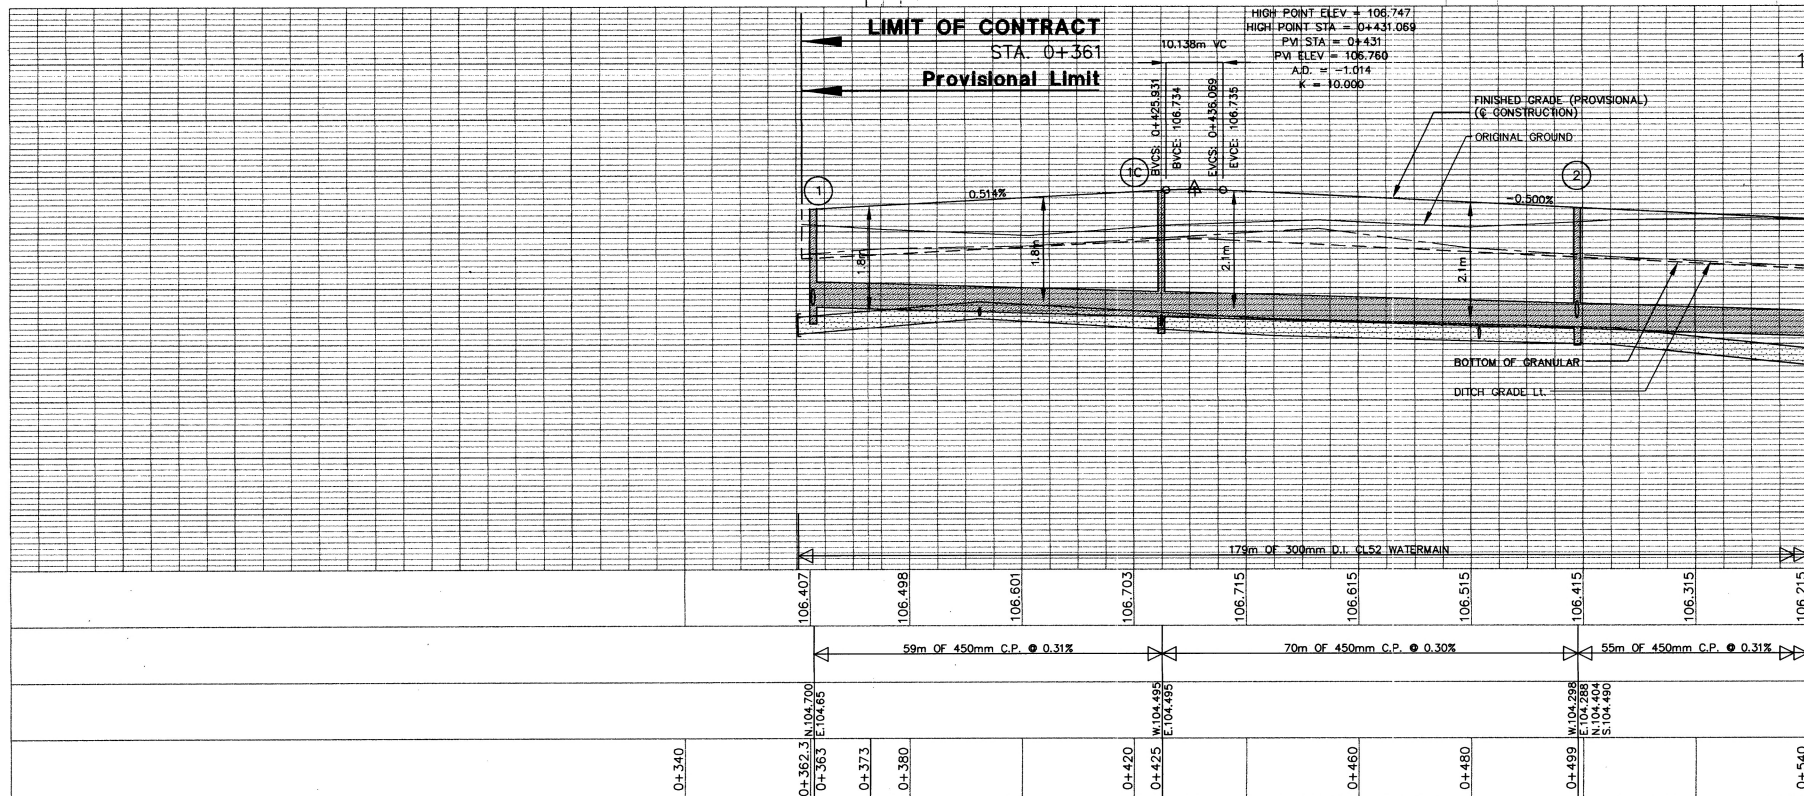 LIMIT OF CONTRACT
STA. 0+361
Provisional Limit
10.138m VC
HIGH POINT ELEV = 106.747
HIGH POINT STA = 0+431.069
PVI STA = 0+431
PVI ELEV = 106.760
A.D. = -1.014
K = 10.000
BVCS: 0+425.931
BVCE: 106.734
EVCS: 0+436.069
EVCE: 106.735
FINISHED GRADE (PROVISIONAL)
(℄ CONSTRUCTION)
ORIGINAL GROUND
1
1C
2
0.514%
-0.500%
1.8m
1.8m
2.1m
2.1m
BOTTOM OF GRANULAR
DITCH GRADE Lt.
179m OF 300mm D.I. CL52 WATERMAIN
106.407
106.498
106.601
106.703
106.715
106.615
106.515
106.415
106.315
106.215
59m OF 450mm C.P. @ 0.31%
70m OF 450mm C.P. @ 0.30%
55m OF 450mm C.P. @ 0.31%
N.104.700
E.104.65
W.104.495
E.104.495
W.104.298
E.104.288
N.104.404
S.104.490
0+340
0+362.3
0+363
0+373
0+380
0+420
0+425
0+460
0+480
0+499
0+540